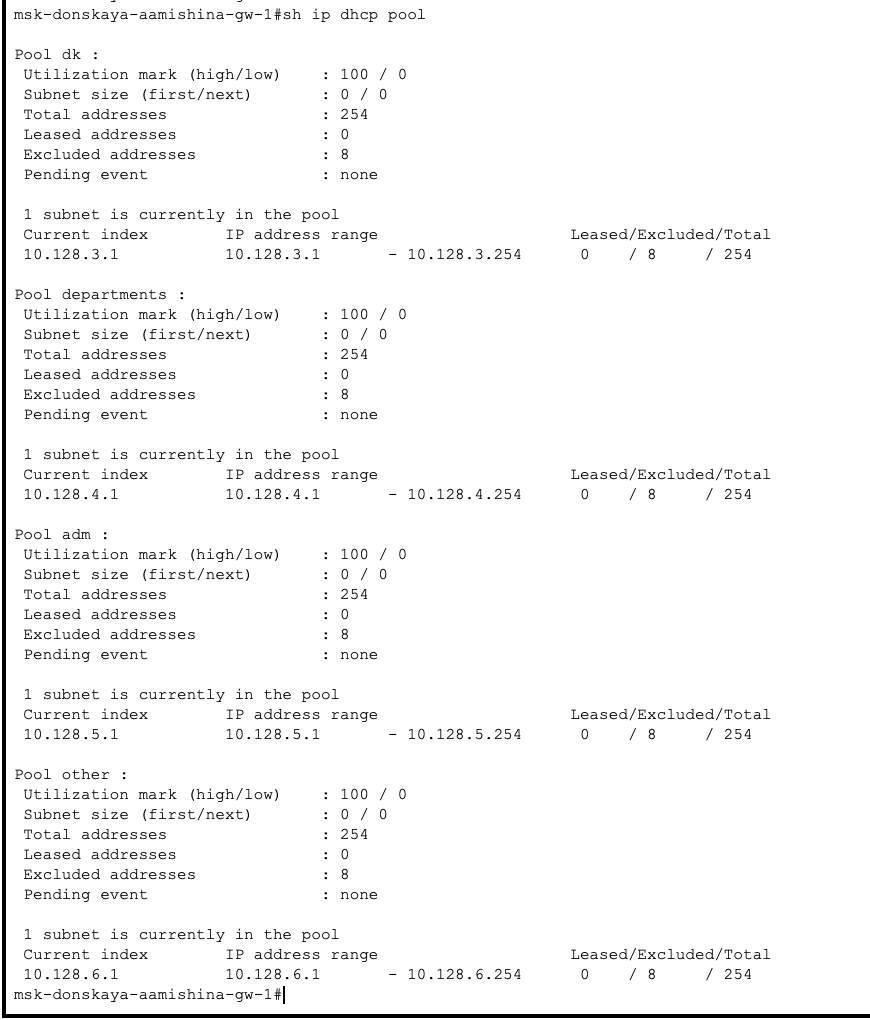 msk-donskaya-aamishina-gw-1#sh ip dhcp pool
Pool dk :
Utilization mark (high/low) : 100 / 0
Subnet size (first/next) : 0 / 0
Total addresses : 254
Leased addresses : 0
Excluded addresses : 8
Pending event : none
1 subnet is currently in the pool
Current index IP address range Leased/Excluded/Total
10.128.3.1 10.128.3.1 - 10.128.3.254 0 / 8 / 254
Pool departments :
Utilization mark (high/low) : 100 / 0
Subnet size (first/next) : 0 / 0
Total addresses : 254
Leased addresses : 0
Excluded addresses : 8
Pending event : none
1 subnet is currently in the pool
Current index IP address range Leased/Excluded/Total
10.128.4.1 10.128.4.1 - 10.128.4.254 0 / 8 / 254
Pool adm :
Utilization mark (high/low) : 100 / 0
Subnet size (first/next) : 0 / 0
Total addresses : 254
Leased addresses : 0
Excluded addresses : 8
Pending event : none
1 subnet is currently in the pool
Current index IP address range Leased/Excluded/Total
10.128.5.1 10.128.5.1 - 10.128.5.254 0 / 8 / 254
Pool other :
Utilization mark (high/low) : 100 / 0
Subnet size (first/next) : 0 / 0
Total addresses : 254
Leased addresses : 0
Excluded addresses : 8
Pending event : none
1 subnet is currently in the pool
Current index IP address range Leased/Excluded/Total
10.128.6.1 10.128.6.1 - 10.128.6.254 0 / 8 / 254
msk-donskaya-aamishina-gw-1#